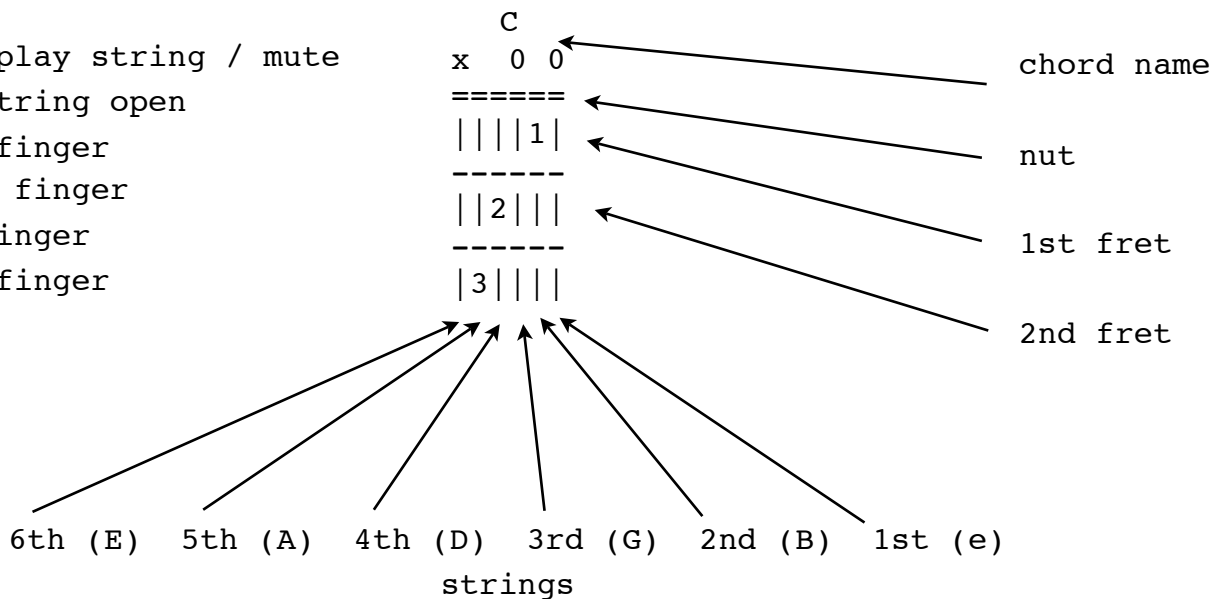 C
play string / mute x 0 0 chord name
tring open ======
finger ||||1| nut
------
finger ||2|||
inger ------ 1st fret
finger |3||||
2nd fret
6th (E) 5th (A) 4th (D) 3rd (G) 2nd (B) 1st (e)
strings